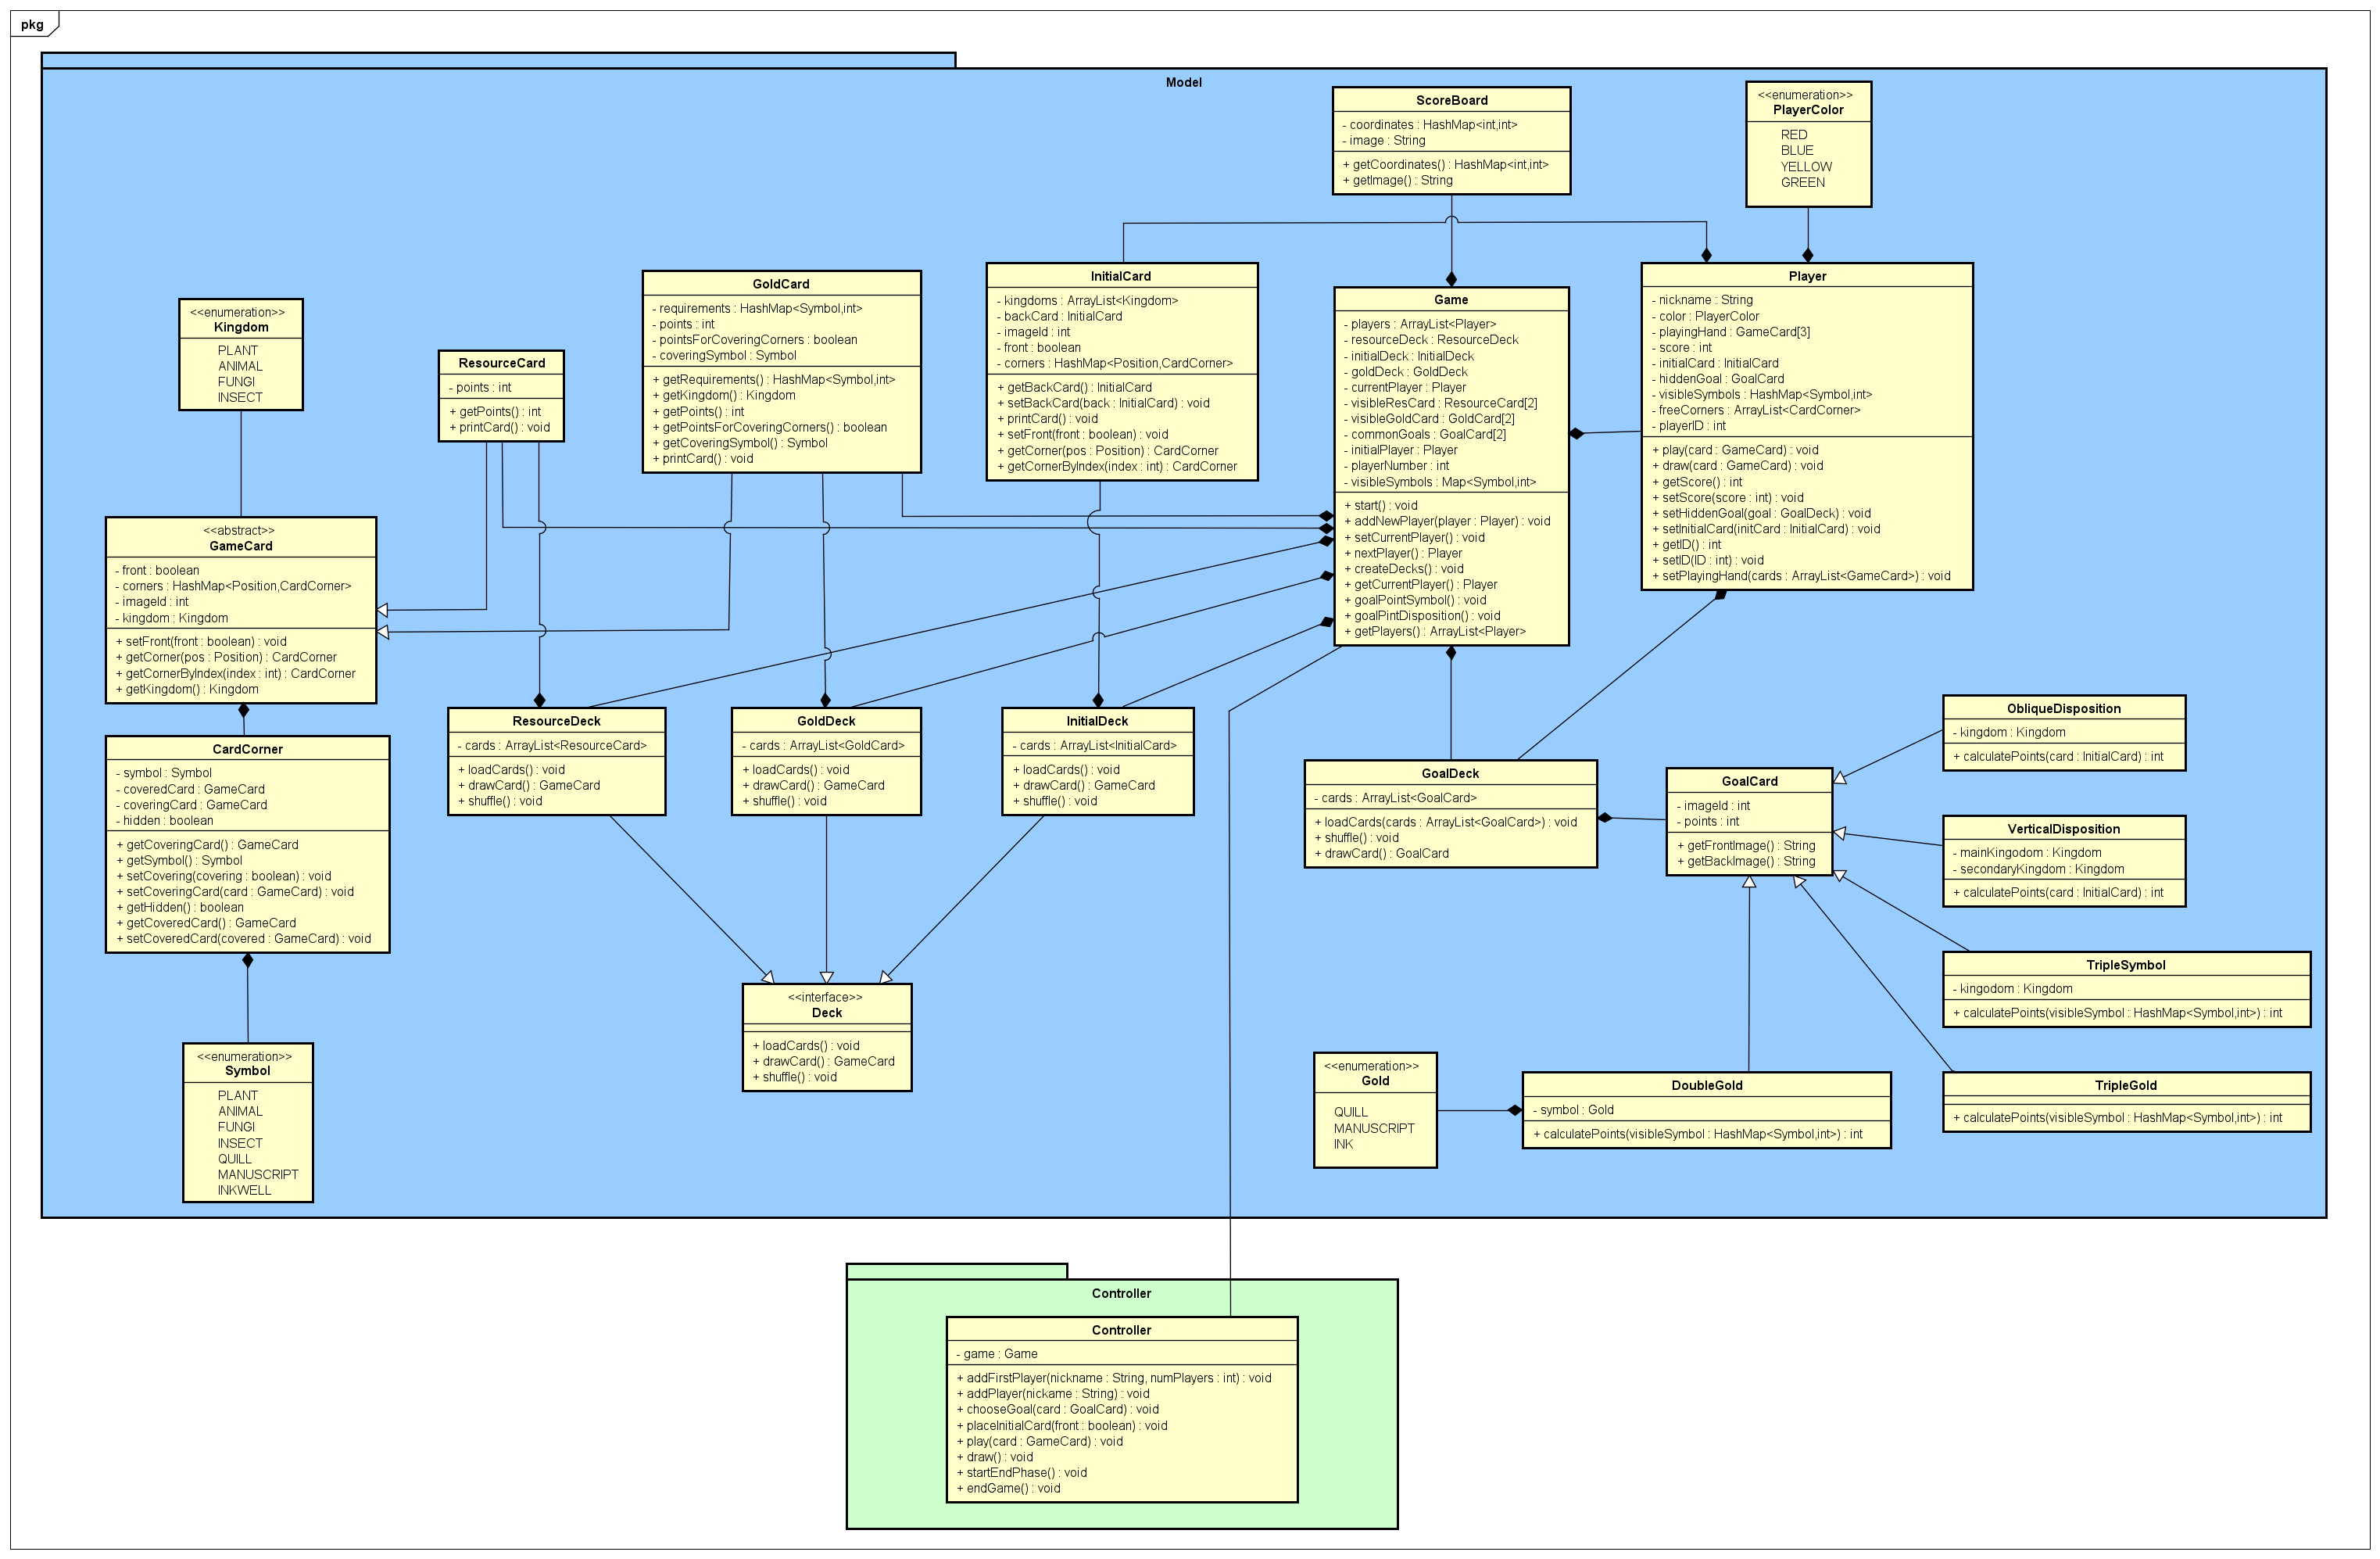 pkg
Model
ScoreBoard
- coordinates : HashMap<int,int>
- image : String
+ getCoordinates() : HashMap<int,int>
+ getImage() : String
<<enumeration>>
PlayerColor
RED
BLUE
YELLOW
GREEN
<<enumeration>>
Kingdom
PLANT
ANIMAL
FUNGI
INSECT
ResourceCard
- points : int
+ getPoints() : int
+ printCard() : void
GoldCard
- requirements : HashMap<Symbol,int>
- points : int
- pointsForCoveringCorners : boolean
- coveringSymbol : Symbol
+ getRequirements() : HashMap<Symbol,int>
+ getKingdom() : Kingdom
+ getPoints() : int
+ getPointsForCoveringCorners() : boolean
+ getCoveringSymbol() : Symbol
+ printCard() : void
InitialCard
- kingdoms : ArrayList<Kingdom>
- backCard : InitialCard
- imageId : int
- front : boolean
- corners : HashMap<Position,CardCorner>
+ getBackCard() : InitialCard
+ setBackCard(back : InitialCard) : void
+ printCard() : void
+ setFront(front : boolean) : void
+ getCorner(pos : Position) : CardCorner
+ getCornerByIndex(index : int) : CardCorner
Game
- players : ArrayList<Player>
- resourceDeck : ResourceDeck
- initialDeck : InitialDeck
- goldDeck : GoldDeck
- currentPlayer : Player
- visibleResCard : ResourceCard[2]
- visibleGoldCard : GoldCard[2]
- commonGoals : GoalCard[2]
- initialPlayer : Player
- playerNumber : int
- visibleSymbols : Map<Symbol,int>
+ start() : void
+ addNewPlayer(player : Player) : void
+ setCurrentPlayer() : void
+ nextPlayer() : Player
+ createDecks() : void
+ getCurrentPlayer() : Player
+ goalPointSymbol() : void
+ goalPintDisposition() : void
+ getPlayers() : ArrayList<Player>
Player
- nickname : String
- color : PlayerColor
- playingHand : GameCard[3]
- score : int
- initialCard : InitialCard
- hiddenGoal : GoalCard
- visibleSymbols : HashMap<Symbol,int>
- freeCorners : ArrayList<CardCorner>
- playerID : int
+ play(card : GameCard) : void
+ draw(card : GameCard) : void
+ getScore() : int
+ setScore(score : int) : void
+ setHiddenGoal(goal : GoalDeck) : void
+ setInitialCard(initCard : InitialCard) : void
+ getID() : int
+ setID(ID : int) : void
+ setPlayingHand(cards : ArrayList<GameCard>) : void
<<abstract>>
GameCard
- front : boolean
- corners : HashMap<Position,CardCorner>
- imageId : int
- kingdom : Kingdom
+ setFront(front : boolean) : void
+ getCorner(pos : Position) : CardCorner
+ getCornerByIndex(index : int) : CardCorner
+ getKingdom() : Kingdom
CardCorner
- symbol : Symbol
- coveredCard : GameCard
- coveringCard : GameCard
- hidden : boolean
+ getCoveringCard() : GameCard
+ getSymbol() : Symbol
+ setCovering(covering : boolean) : void
+ setCoveringCard(card : GameCard) : void
+ getHidden() : boolean
+ getCoveredCard() : GameCard
+ setCoveredCard(covered : GameCard) : void
<<enumeration>>
Symbol
PLANT
ANIMAL
FUNGI
INSECT
QUILL
MANUSCRIPT
INKWELL
ResourceDeck
- cards : ArrayList<ResourceCard>
+ loadCards() : void
+ drawCard() : GameCard
+ shuffle() : void
GoldDeck
- cards : ArrayList<GoldCard>
+ loadCards() : void
+ drawCard() : GameCard
+ shuffle() : void
InitialDeck
- cards : ArrayList<InitialCard>
+ loadCards() : void
+ drawCard() : GameCard
+ shuffle() : void
<<interface>>
Deck
+ loadCards() : void
+ drawCard() : GameCard
+ shuffle() : void
GoalDeck
- cards : ArrayList<GoalCard>
+ loadCards(cards : ArrayList<GoalCard>) : void
+ shuffle() : void
+ drawCard() : GoalCard
GoalCard
- imageId : int
- points : int
+ getFrontImage() : String
+ getBackImage() : String
ObliqueDisposition
- kingdom : Kingdom
+ calculatePoints(card : InitialCard) : int
VerticalDisposition
- mainKingodom : Kingdom
- secondaryKingdom : Kingdom
+ calculatePoints(card : InitialCard) : int
TripleSymbol
- kingodom : Kingdom
+ calculatePoints(visibleSymbol : HashMap<Symbol,int>) : int
TripleGold
+ calculatePoints(visibleSymbol : HashMap<Symbol,int>) : int
<<enumeration>>
Gold
QUILL
MANUSCRIPT
INK
DoubleGold
- symbol : Gold
+ calculatePoints(visibleSymbol : HashMap<Symbol,int>) : int
Controller
Controller
- game : Game
+ addFirstPlayer(nickname : String, numPlayers : int) : void
+ addPlayer(nickame : String) : void
+ chooseGoal(card : GoalCard) : void
+ placeInitialCard(front : boolean) : void
+ play(card : GameCard) : void
+ draw() : void
+ startEndPhase() : void
+ endGame() : void